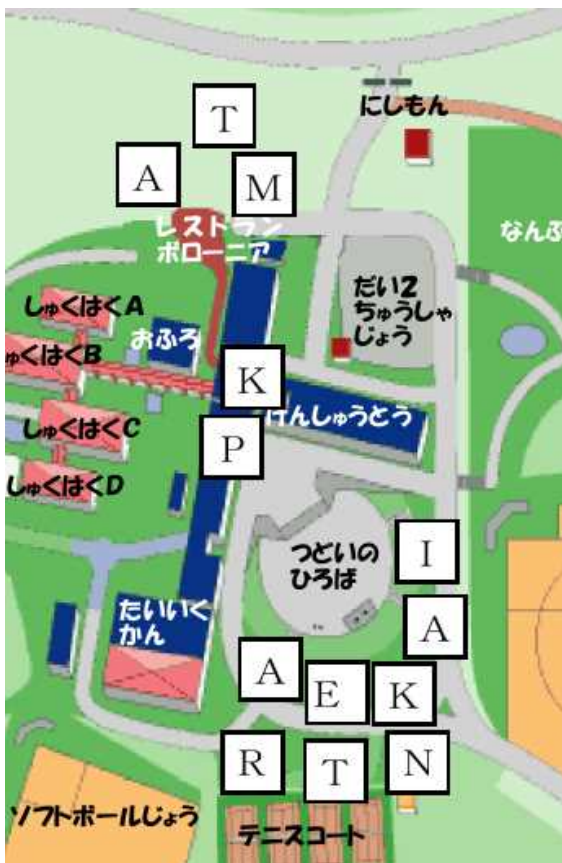 にしもん
T
A
M
レストラン
ポローニア
なんぶ
だい2
ちゅうしゃ
じょう
しゅくはくA
おふろ
ゅくはくB
K
けんしゅうとう
しゅくはくC
P
しゅくはくD
つどいの
ひろば
I
たいいく
かん
A
A
E
K
R
T
N
ソフトボールじょう
テニスコート